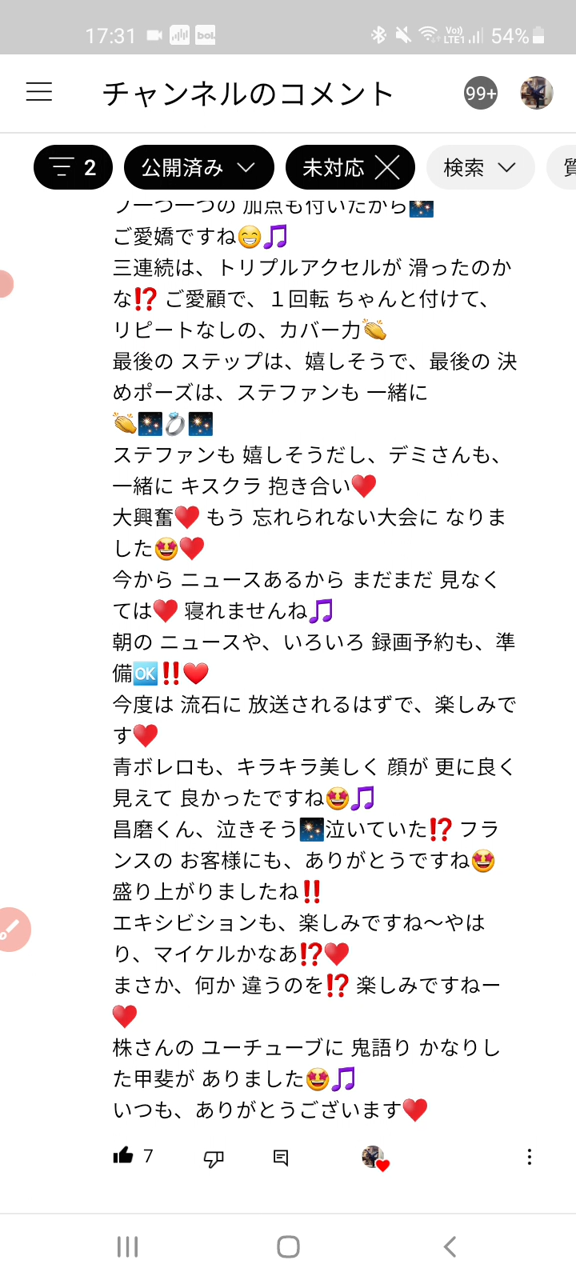 17:31 Vo)) LTE1 54%
チャンネルのコメント 99+
2 公開済み 未対応 検索 質
つ一つの 加点も付いたから🎇
ご愛嬌ですね😁🎵
三連続は、トリプルアクセルが 滑ったのか
な⁉️ ご愛顧で、１回転 ちゃんと付けて、
リピートなしの、カバー力👏
最後の ステップは、嬉しそうで、最後の 決
めポーズは、ステファンも 一緒に
👏🎇💍🎇
ステファンも 嬉しそうだし、デミさんも、
一緒に キスクラ 抱き合い♥️
大興奮♥️ もう 忘れられない大会に なりま
した🤩♥️
今から ニュースあるから まだまだ 見なく
ては♥️ 寝れませんね🎵
朝の ニュースや、いろいろ 録画予約も、準
備🆗‼️❤️
今度は 流石に 放送されるはずで、楽しみで
す♥️
青ボレロも、キラキラ美しく 顔が 更に良く
見えて 良かったですね🤩🎵
昌磨くん、泣きそう🎇泣いていた⁉️ フラ
ンスの お客様にも、ありがとうですね🤩
盛り上がりましたね‼️
エキシビションも、楽しみですね〜やは
り、マイケルかなあ⁉️♥️
まさか、何か 違うのを⁉️ 楽しみですねー
♥️
株さんの ユーチューブに 鬼語り かなりし
た甲斐が ありました🤩🎵
いつも、ありがとうございます♥️
7